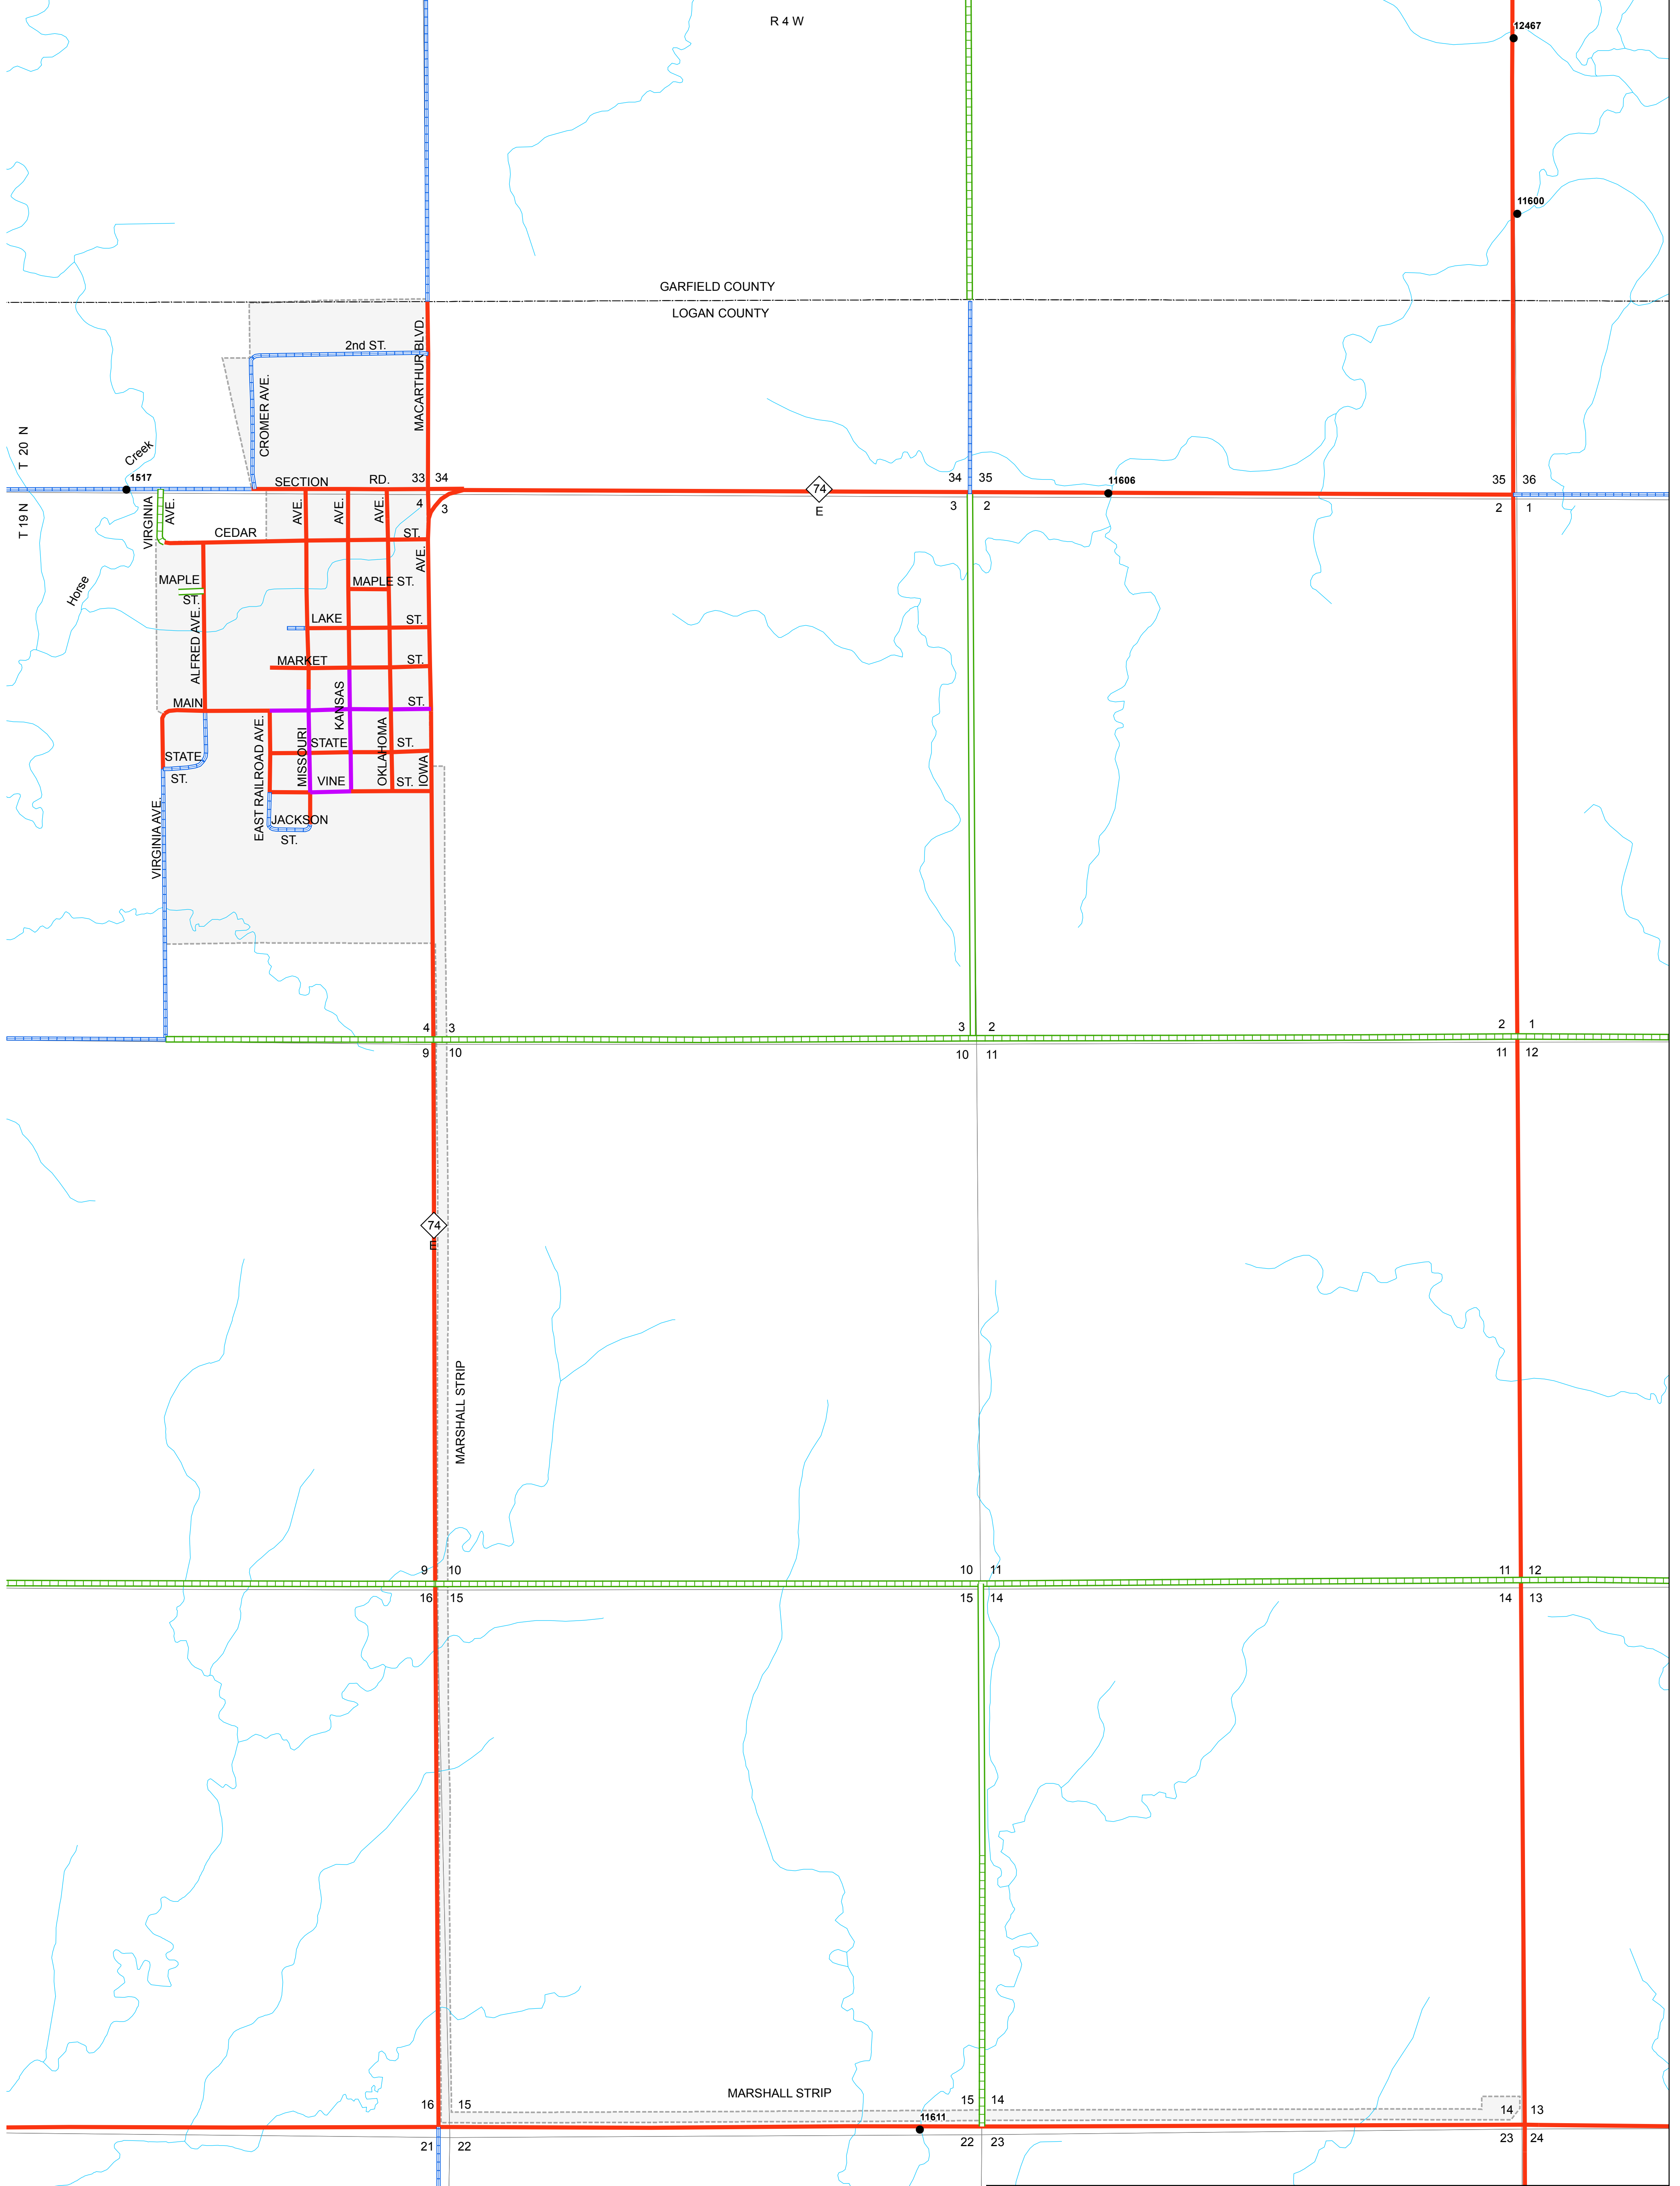 R 4 W
12467
11600
GARFIELD COUNTY
LOGAN COUNTY
MACARTHUR BLVD.
2nd ST.
CROMER AVE.
T 20 N
T 19 N
Creek
Horse
1517
SECTION RD.
33 34
4 3
74
E
34 35
3 2
11606
35 36
2 1
VIRGINIA AVE.
AVE.
AVE.
AVE.
CEDAR ST.
AVE.
MAPLE ST.
MAPLE ST.
ALFRED AVE.
LAKE ST.
MARKET ST.
MAIN ST.
KANSAS
STATE ST.
STATE ST.
EAST RAILROAD AVE.
MISSOURI
OKLAHOMA
IOWA
VINE ST.
JACKSON ST.
VIRGINIA AVE.
4 3
9 10
3 2
10 11
2 1
11 12
74
E
MARSHALL STRIP
9 10
16 15
10 11
15 14
11 12
14 13
MARSHALL STRIP
16 15
21 22
11611
15 14
22 23
14 13
23 24